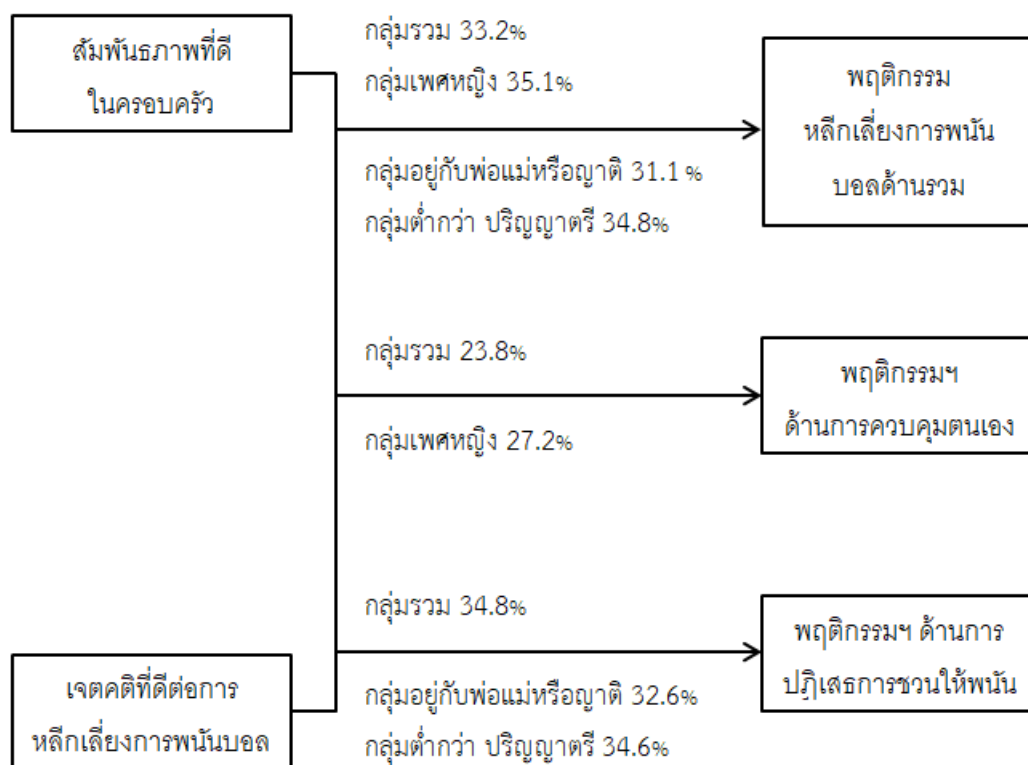 สัมพันธภาพที่ดี
ในครอบครัว
กลุ่มรวม 33.2%
กลุ่มเพศหญิง 35.1%
กลุ่มอยู่กับพ่อแม่หรือญาติ 31.1 %
กลุ่มต่ำกว่า ปริญญาตรี 34.8%
พฤติกรรม
หลีกเลี่ยงการพนัน
บอลด้านรวม
กลุ่มรวม 23.8%
กลุ่มเพศหญิง 27.2%
พฤติกรรมฯ
ด้านการควบคุมตนเอง
กลุ่มรวม 34.8%
กลุ่มอยู่กับพ่อแม่หรือญาติ 32.6%
กลุ่มต่ำกว่า ปริญญาตรี 34.6%
พฤติกรรมฯ ด้านการ
ปฏิเสธการชวนให้พนัน
เจตคติที่ดีต่อการ
หลีกเลี่ยงการพนันบอล